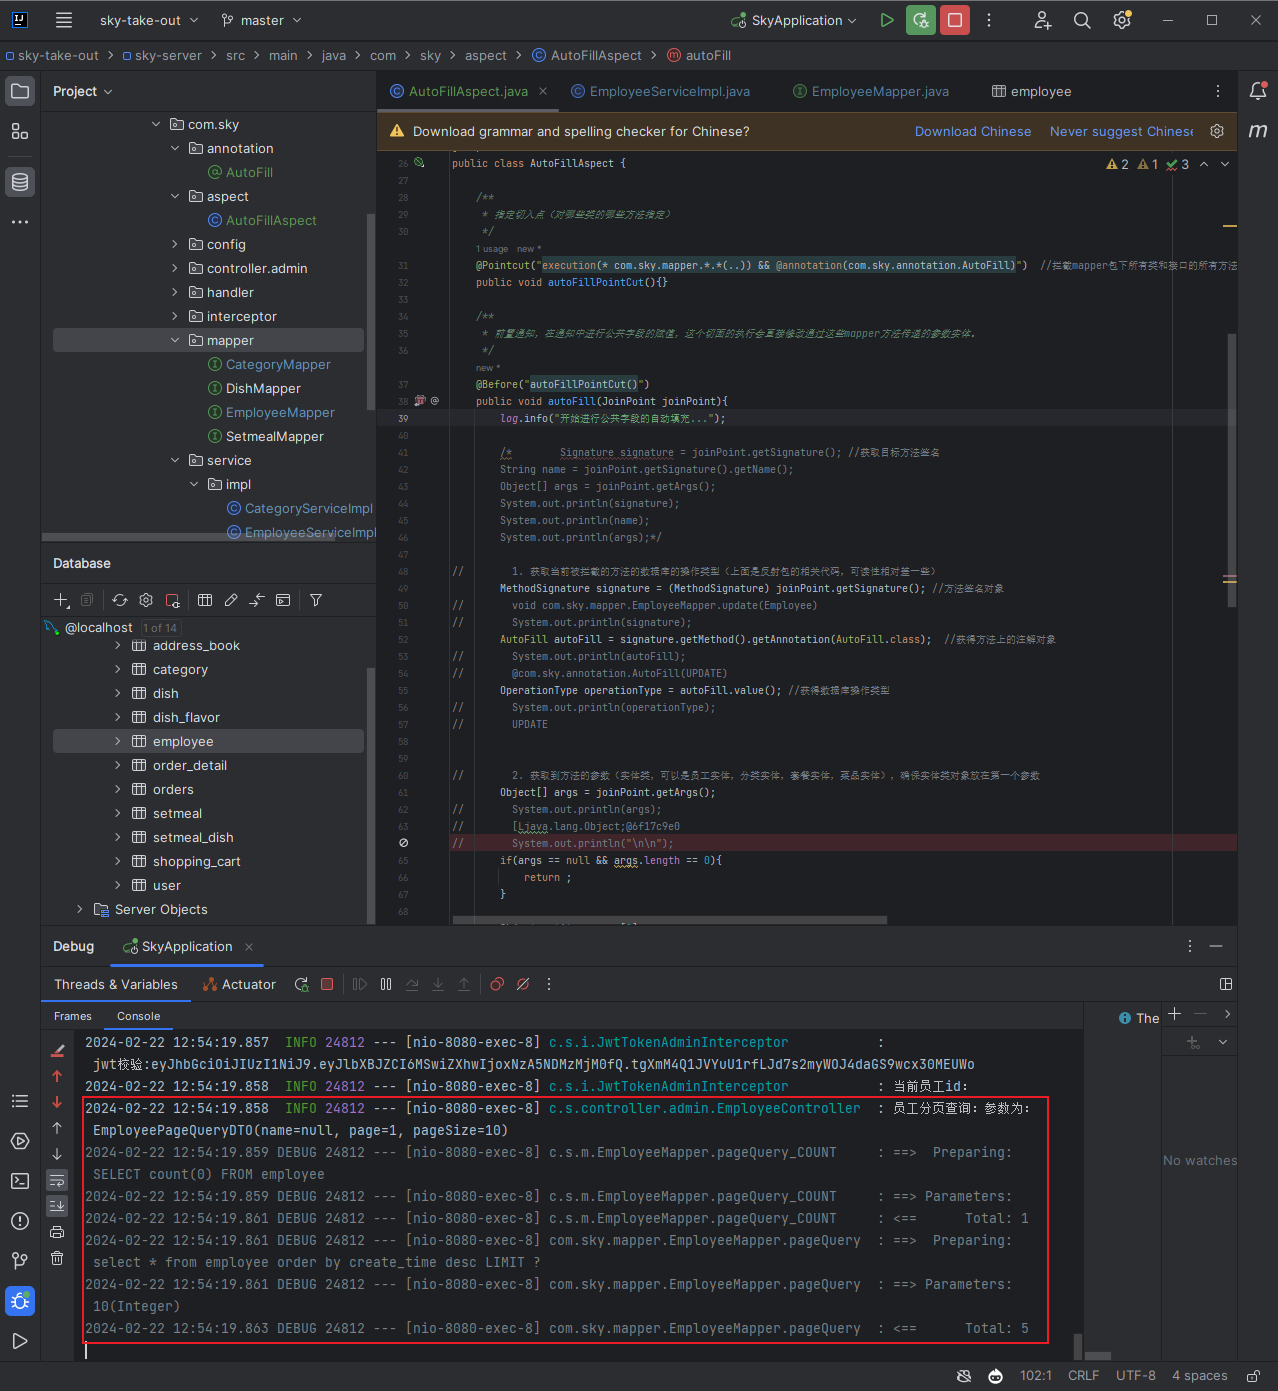 sky-take-out
master
SkyApplication
sky-take-out
sky-server
src
main
java
com
sky
aspect
AutoFillAspect
autoFill
Project
com.sky
annotation
AutoFill
aspect
AutoFillAspect
config
controller.admin
handler
interceptor
mapper
CategoryMapper
DishMapper
EmployeeMapper
SetmealMapper
service
impl
CategoryServiceImpl
EmployeeServiceImpl
Database
@localhost 1 of 14
address_book
category
dish
dish_flavor
employee
order_detail
orders
setmeal
setmeal_dish
shopping_cart
user
Server Objects
AutoFillAspect.java
EmployeeServiceImpl.java
EmployeeMapper.java
employee
m
Download grammar and spelling checker for Chinese?
Download Chinese
Never suggest Chinese
2 1 3
26 public class AutoFillAspect {
27
28 /**
29 * 指定切入点（对哪些类的哪些方法指定）
30 */
1 usage new *
31 @Pointcut("execution(* com.sky.mapper.*.*(..)) && @annotation(com.sky.annotation.AutoFill)") //拦截mapper包下所有类和接口的所有方法
32 public void autoFillPointCut(){}
33
34 /**
35 * 前置通知，在通知中进行公共字段的赋值，这个切面的执行会直接修改通过这些mapper方法传递的参数实体。
36 */
new *
37 @Before("autoFillPointCut()")
38 public void autoFill(JoinPoint joinPoint){
39 log.info("开始进行公共字段的自动填充...");
40
41 /* Signature signature = joinPoint.getSignature(); //获取目标方法签名
42 String name = joinPoint.getSignature().getName();
43 Object[] args = joinPoint.getArgs();
44 System.out.println(signature);
45 System.out.println(name);
46 System.out.println(args);*/
47
48 // 1. 获取当前被拦截的方法的数据库的操作类型（上面是反射包的相关代码，可读性相对差一些）
49 MethodSignature signature = (MethodSignature) joinPoint.getSignature(); //方法签名对象
50 // void com.sky.mapper.EmployeeMapper.update(Employee)
51 // System.out.println(signature);
52 AutoFill autoFill = signature.getMethod().getAnnotation(AutoFill.class); //获得方法上的注解对象
53 // System.out.println(autoFill);
54 // @com.sky.annotation.AutoFill(UPDATE)
55 OperationType operationType = autoFill.value(); //获得数据库操作类型
56 // System.out.println(operationType);
57 // UPDATE
58
59
60 // 2. 获取到方法的参数（实体类，可以是员工实体，分类实体，套餐实体，菜品实体），确保实体类对象放在第一个参数
61 Object[] args = joinPoint.getArgs();
62 // System.out.println(args);
63 // [Ljava.lang.Object;@6f17c9e0
// System.out.println("\n\n");
65 if(args == null && args.length == 0){
66 return ;
67 }
68
Debug
SkyApplication
Threads & Variables
Actuator
Frames
Console
The
No watches
2024-02-22 12:54:19.857 INFO 24812 --- [nio-8080-exec-8] c.s.i.JwtTokenAdminInterceptor :
jwt校验:eyJhbGciOiJIUzI1NiJ9.eyJlbXBJZCI6MSwiZXhwIjoxNzA5NDMzMjM0fQ.tgXmM4Q1JVYuU1rfLJd7s2myWOJ4daGS9wcx30MEUWo
2024-02-22 12:54:19.858 INFO 24812 --- [nio-8080-exec-8] c.s.i.JwtTokenAdminInterceptor : 当前员工id:
2024-02-22 12:54:19.858 INFO 24812 --- [nio-8080-exec-8] c.s.controller.admin.EmployeeController : 员工分页查询：参数为：
EmployeePageQueryDTO(name=null, page=1, pageSize=10)
2024-02-22 12:54:19.859 DEBUG 24812 --- [nio-8080-exec-8] c.s.m.EmployeeMapper.pageQuery_COUNT : ==> Preparing:
SELECT count(0) FROM employee
2024-02-22 12:54:19.859 DEBUG 24812 --- [nio-8080-exec-8] c.s.m.EmployeeMapper.pageQuery_COUNT : ==> Parameters:
2024-02-22 12:54:19.861 DEBUG 24812 --- [nio-8080-exec-8] c.s.m.EmployeeMapper.pageQuery_COUNT : <== Total: 1
2024-02-22 12:54:19.861 DEBUG 24812 --- [nio-8080-exec-8] com.sky.mapper.EmployeeMapper.pageQuery : ==> Preparing:
select * from employee order by create_time desc LIMIT ?
2024-02-22 12:54:19.861 DEBUG 24812 --- [nio-8080-exec-8] com.sky.mapper.EmployeeMapper.pageQuery : ==> Parameters:
10(Integer)
2024-02-22 12:54:19.863 DEBUG 24812 --- [nio-8080-exec-8] com.sky.mapper.EmployeeMapper.pageQuery : <== Total: 5
102:1 CRLF UTF-8 4 spaces